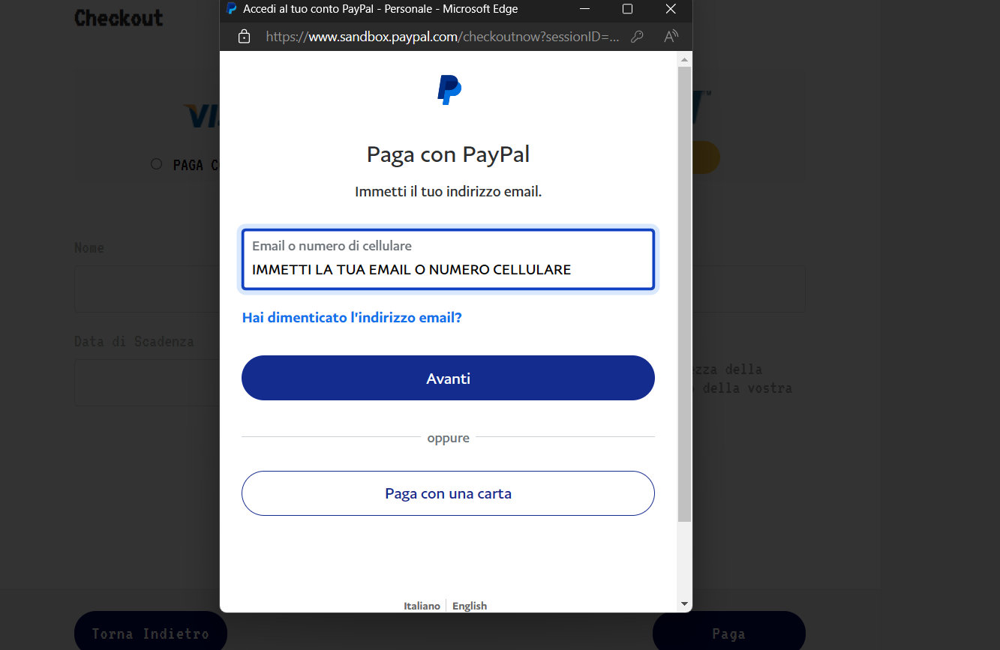 Checkout
Accedi al tuo conto PayPal - Personale - Microsoft Edge
https://www.sandbox.paypal.com/checkoutnow?sessionID=...
Paga con PayPal
Immetti il tuo indirizzo email.
PAGA
Nome
Email o numero di cellulare
IMMETTI LA TUA EMAIL O NUMERO CELLULARE
Hai dimenticato l'indirizzo email?
Data di Scadenza
Avanti
della
della vostra
oppure
Paga con una carta
Italiano English
Torna Indietro
Paga